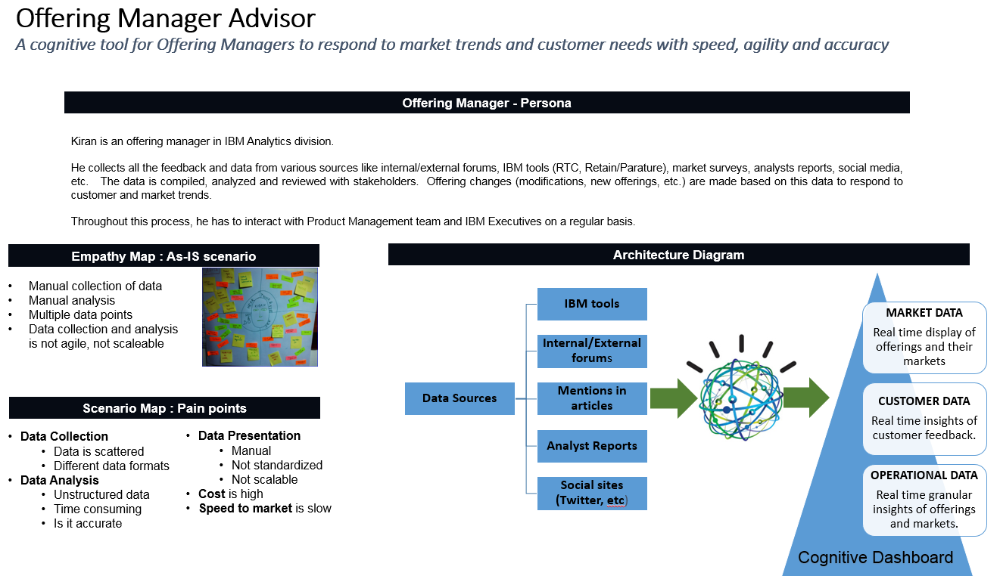 Offering Manager Advisor
A cognitive tool for Offering Managers to respond to market trends and customer needs with speed, agility and accuracy
Offering Manager - Persona
Kiran is an offering manager in IBM Analytics division.
He collects all the feedback and data from various sources like internal/external forums, IBM tools (RTC, Retain/Parature), market surveys, analysts reports, social media,
etc. The data is compiled, analyzed and reviewed with stakeholders. Offering changes (modifications, new offerings, etc.) are made based on this data to respond to
customer and market trends.
Throughout this process, he has to interact with Product Management team and IBM Executives on a regular basis.
Empathy Map : As-IS scenario
• Manual collection of data
• Manual analysis
• Multiple data points
• Data collection and analysis
is not agile, not scaleable
Scenario Map : Pain points
• Data Collection
• Data is scattered
• Different data formats
• Data Analysis
• Unstructured data
• Time consuming
• Is it accurate
• Data Presentation
• Manual
• Not standardized
• Not scalable
• Cost is high
• Speed to market is slow
Architecture Diagram
Data Sources
IBM tools
Internal/External
forums
Mentions in
articles
Analyst Reports
Social sites
(Twitter, etc)
MARKET DATA
Real time display of
offerings and their
markets
CUSTOMER DATA
Real time insights of
customer feedback.
OPERATIONAL DATA
Real time granular
insights of offerings
and markets.
Cognitive Dashboard